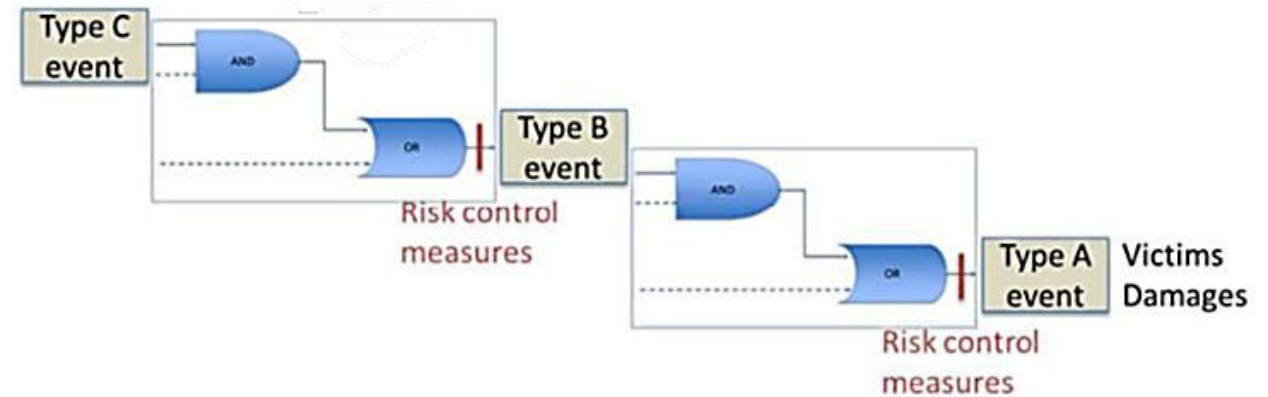 Type C
event
AND
OR
Type B
event
Risk control
measures
AND
OR
Type A
event
Victims
Damages
Risk control
measures